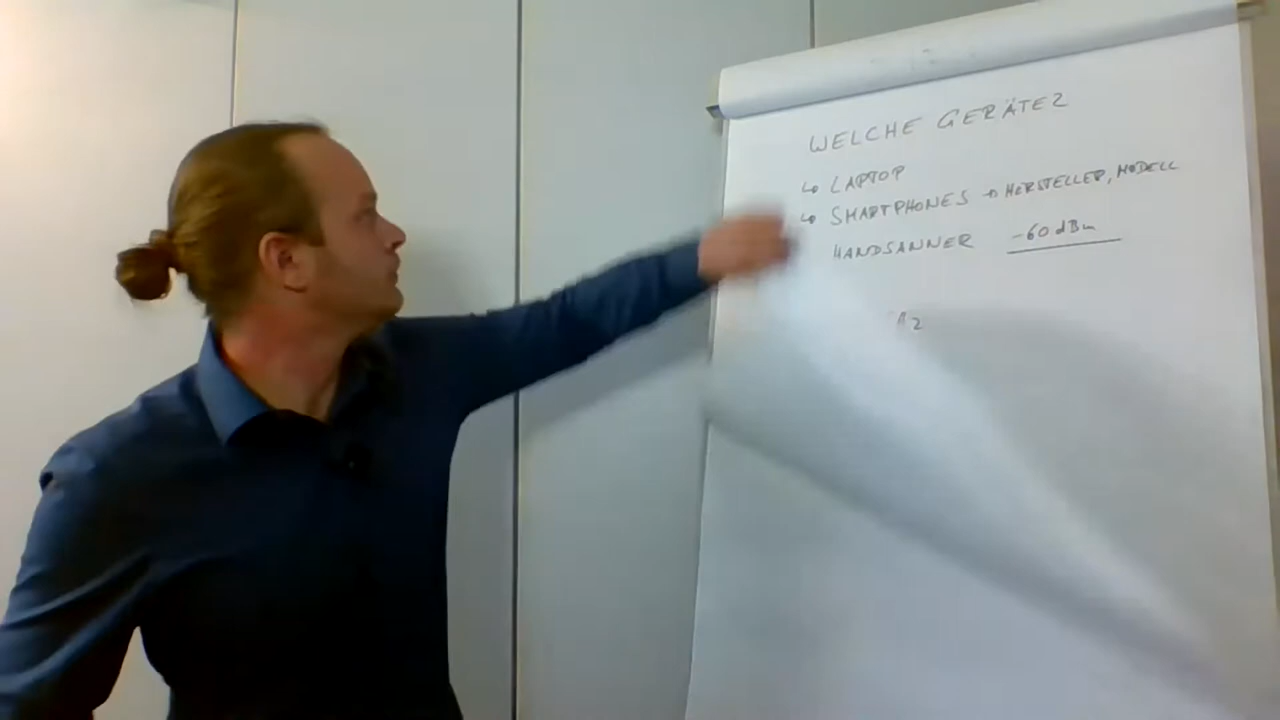 WELCHE GERÄTE?
↳ LAPTOP
↳ SMARTPHONES → HERSTELLER, MODELL
HANDSANNER -60 dBm